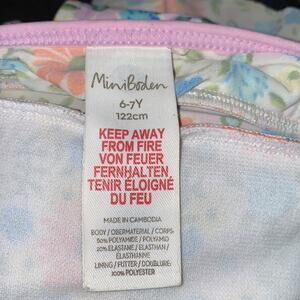 MiniBoden
6-7Y
122cm
KEEP AWAY
FROM FIRE
VON FEUER
FERNHALTEN
TENIR ÉLOIGNÉ
DU FEU
MADE IN CAMBODIA
BODY / OBERMATERIAL / CORPS:
80% POLYAMIDE / POLYAMID
20% ELASTANE / ELASTHAN /
ÉLASTHANNE
LINING / FUTTER / DOUBLURE:
100% POLYESTER